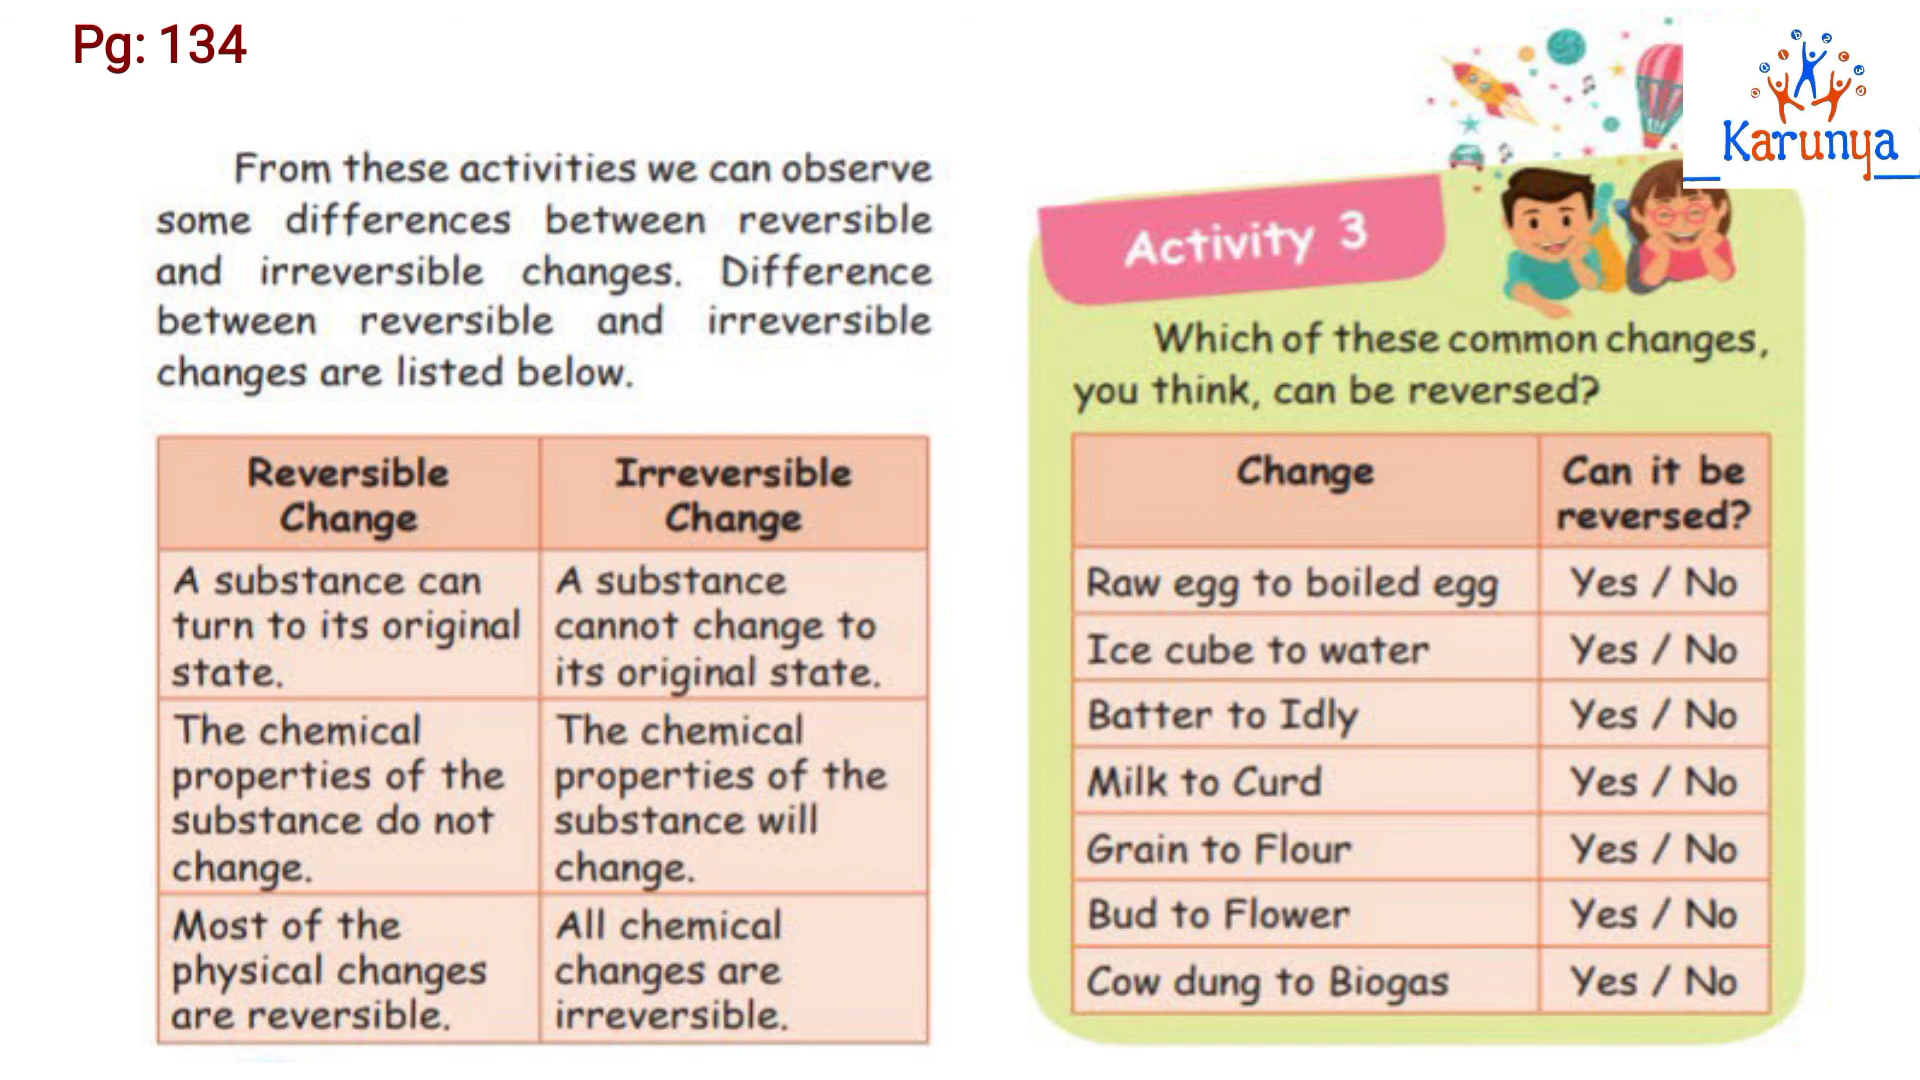 Pg: 134
Karunya
From these activities we can observe
some differences between reversible
and irreversible changes. Difference
between reversible and irreversible
changes are listed below.
Reversible Change
Irreversible Change
A substance can
turn to its original
state.
A substance
cannot change to
its original state.
The chemical
properties of the
substance do not
change.
The chemical
properties of the
substance will
change.
Most of the
physical changes
are reversible.
All chemical
changes are
irreversible.
Activity 3
Which of these common changes,
you think, can be reversed?
Change
Can it be
reversed?
Raw egg to boiled egg Yes / No
Ice cube to water Yes / No
Batter to Idly Yes / No
Milk to Curd Yes / No
Grain to Flour Yes / No
Bud to Flower Yes / No
Cow dung to Biogas Yes / No